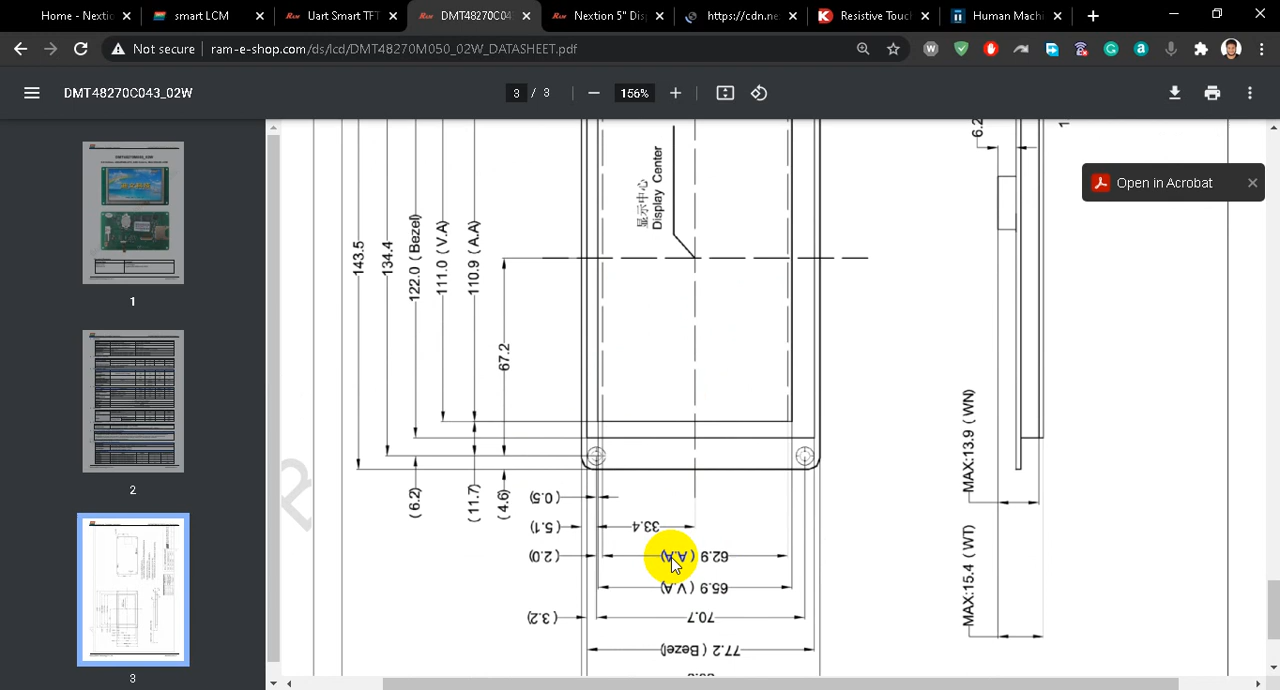 Home - Nextio
smart LCM
Uart Smart TFT
DMT48270C04
Nextion 5" Disp
https://cdn.ne
Resistive Touc
Human Machi
Not secure
ram-e-shop.com/ds/lcd/DMT48270M050_02W_DATASHEET.pdf
DMT48270C043_02W
3 / 3
156%
Open in Acrobat
1
2
3
143.5
134.4
122.0 ( Bezel)
111.0 ( V.A)
110.9 ( A.A)
67.2
显示中心
Display Center
( 6.2)
( 11.7)
( 4.6)
( 0.5)
( 5.1)
33.4
( 2.0)
62.9 ( A.A)
65.9 ( V.A)
( 3.2)
70.7
77.2 ( Bezel)
6.2
MAX:13.9 ( WN)
MAX:15.4 ( WT)